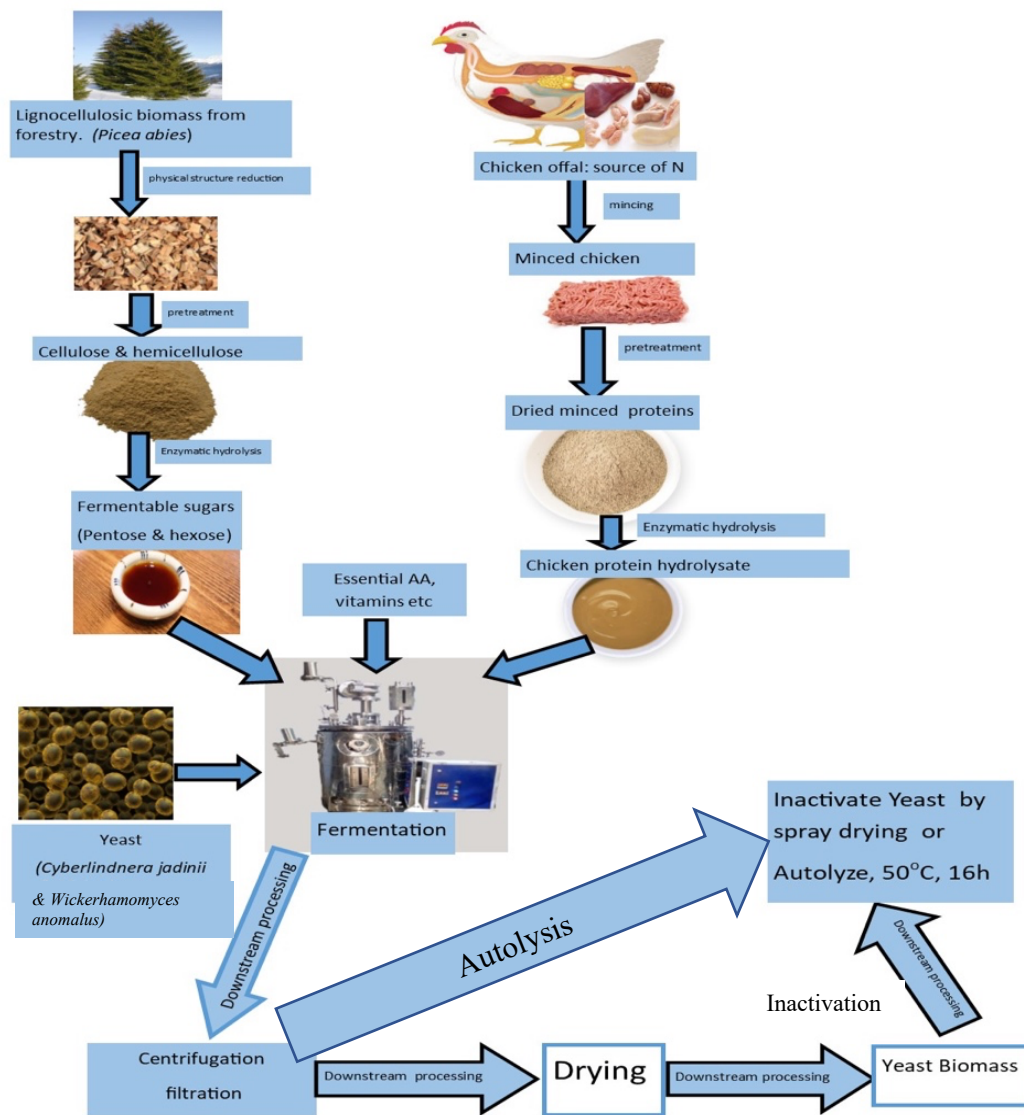 Lignocellulosic biomass from
forestry. (Picea abies)
physical structure reduction
pretreatment
Cellulose & hemicellulose
Enzymatic hydrolysis
Fermentable sugars
(Pentose & hexose)
Chicken offal: source of N
mincing
Minced chicken
pretreatment
Dried minced proteins
Enzymatic hydrolysis
Chicken protein hydrolysate
Essential AA,
vitamins etc
Yeast
(Cyberlindnera jadinii
& Wickerhamomyces
anomalus)
Fermentation
Downstream processing
Centrifugation
filtration
Autolysis
Downstream processing
Drying
Downstream processing
Yeast Biomass
Inactivation
Downstream processing
Inactivate Yeast by
spray drying or
Autolyze, 50°C, 16h